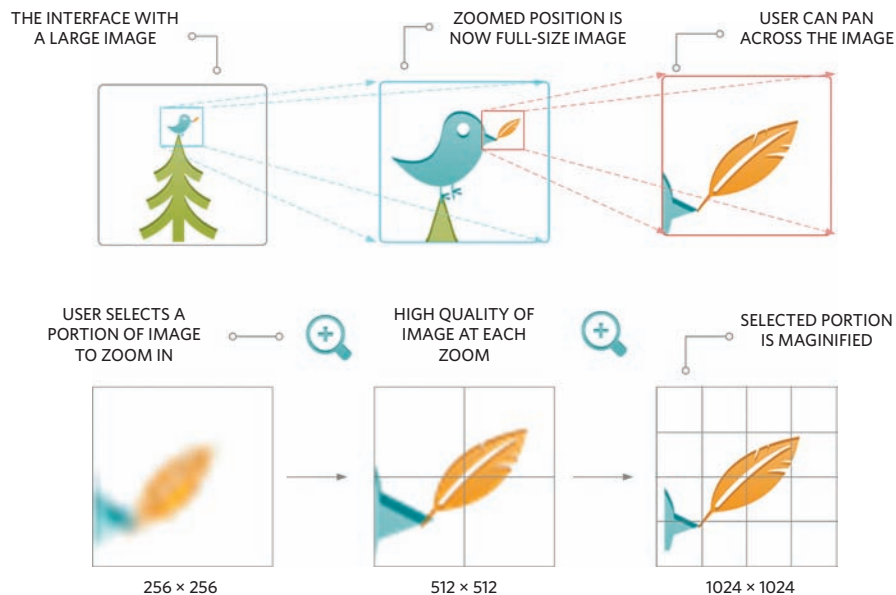 THE INTERFACE WITH
A LARGE IMAGE
ZOOMED POSITION IS
NOW FULL-SIZE IMAGE
USER CAN PAN
ACROSS THE IMAGE
USER SELECTS A
PORTION OF IMAGE
TO ZOOM IN
HIGH QUALITY OF
IMAGE AT EACH
ZOOM
SELECTED PORTION
IS MAGINIFIED
256 × 256
512 × 512
1024 × 1024